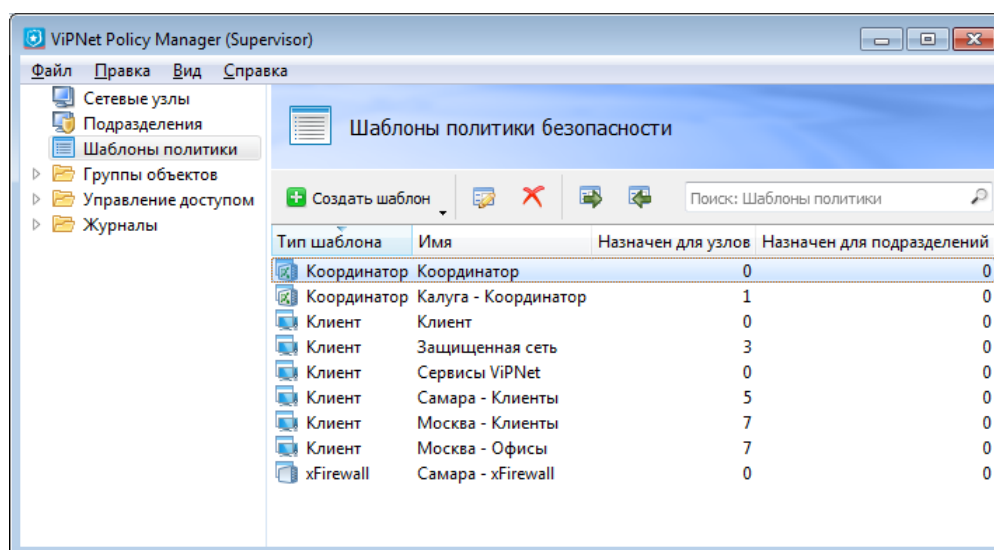 ViPNet Policy Manager (Supervisor)
Файл Правка Вид Справка
Сетевые узлы
Подразделения
Шаблоны политики
Группы объектов
Управление доступом
Журналы
Шаблоны политики безопасности
Создать шаблон
Поиск: Шаблоны политики
Тип шаблона Имя Назначен для узлов Назначен для подразделений
Координатор Координатор 0 0
Координатор Калуга - Координатор 1 0
Клиент Клиент 0 0
Клиент Защищенная сеть 3 0
Клиент Сервисы ViPNet 0 0
Клиент Самара - Клиенты 5 0
Клиент Москва - Клиенты 7 0
Клиент Москва - Офисы 7 0
xFirewall Самара - xFirewall 0 0